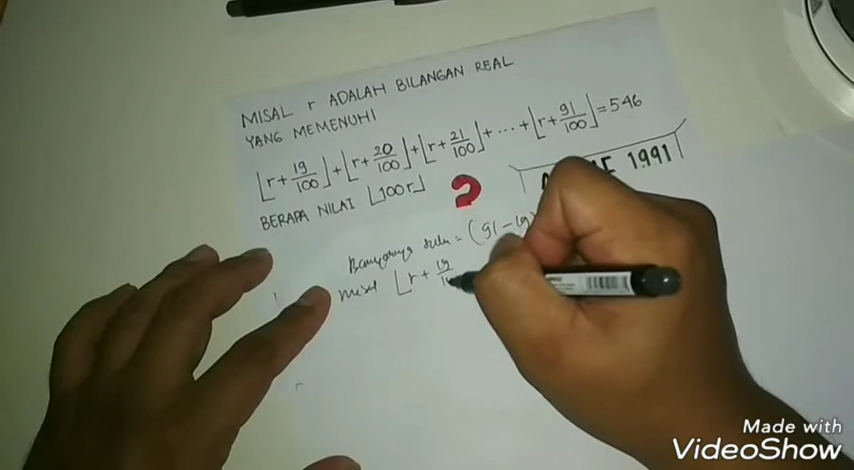 MISAL r ADALAH BILANGAN REAL
YANG MEMENUHI
⌊r + 19/100⌋ + ⌊r + 20/100⌋ + ⌊r + 21/100⌋ + ... + ⌊r + 91/100⌋ = 546
BERAPA NILAI ⌊100r⌋ ?
1991
Banyaknya suku = (91 - 19)
misal ⌊r + 19/
Made with
VideoShow